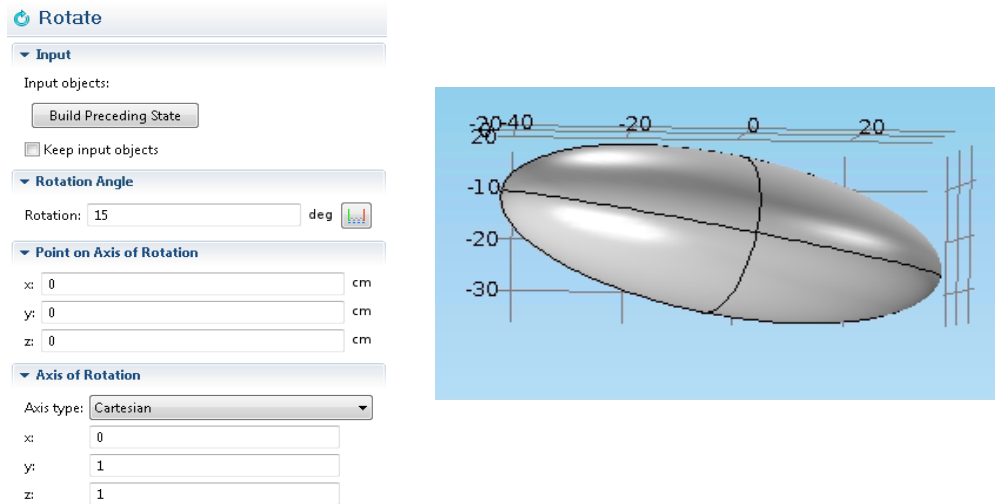 Rotate
Input
Input objects:
Build Preceding State
Keep input objects
Rotation Angle
Rotation: 15 deg
Point on Axis of Rotation
x: 0 cm
y: 0 cm
z: 0 cm
Axis of Rotation
Axis type: Cartesian
x: 0
y: 1
z: 1
-40 -20 0 20
-10
-20
-30